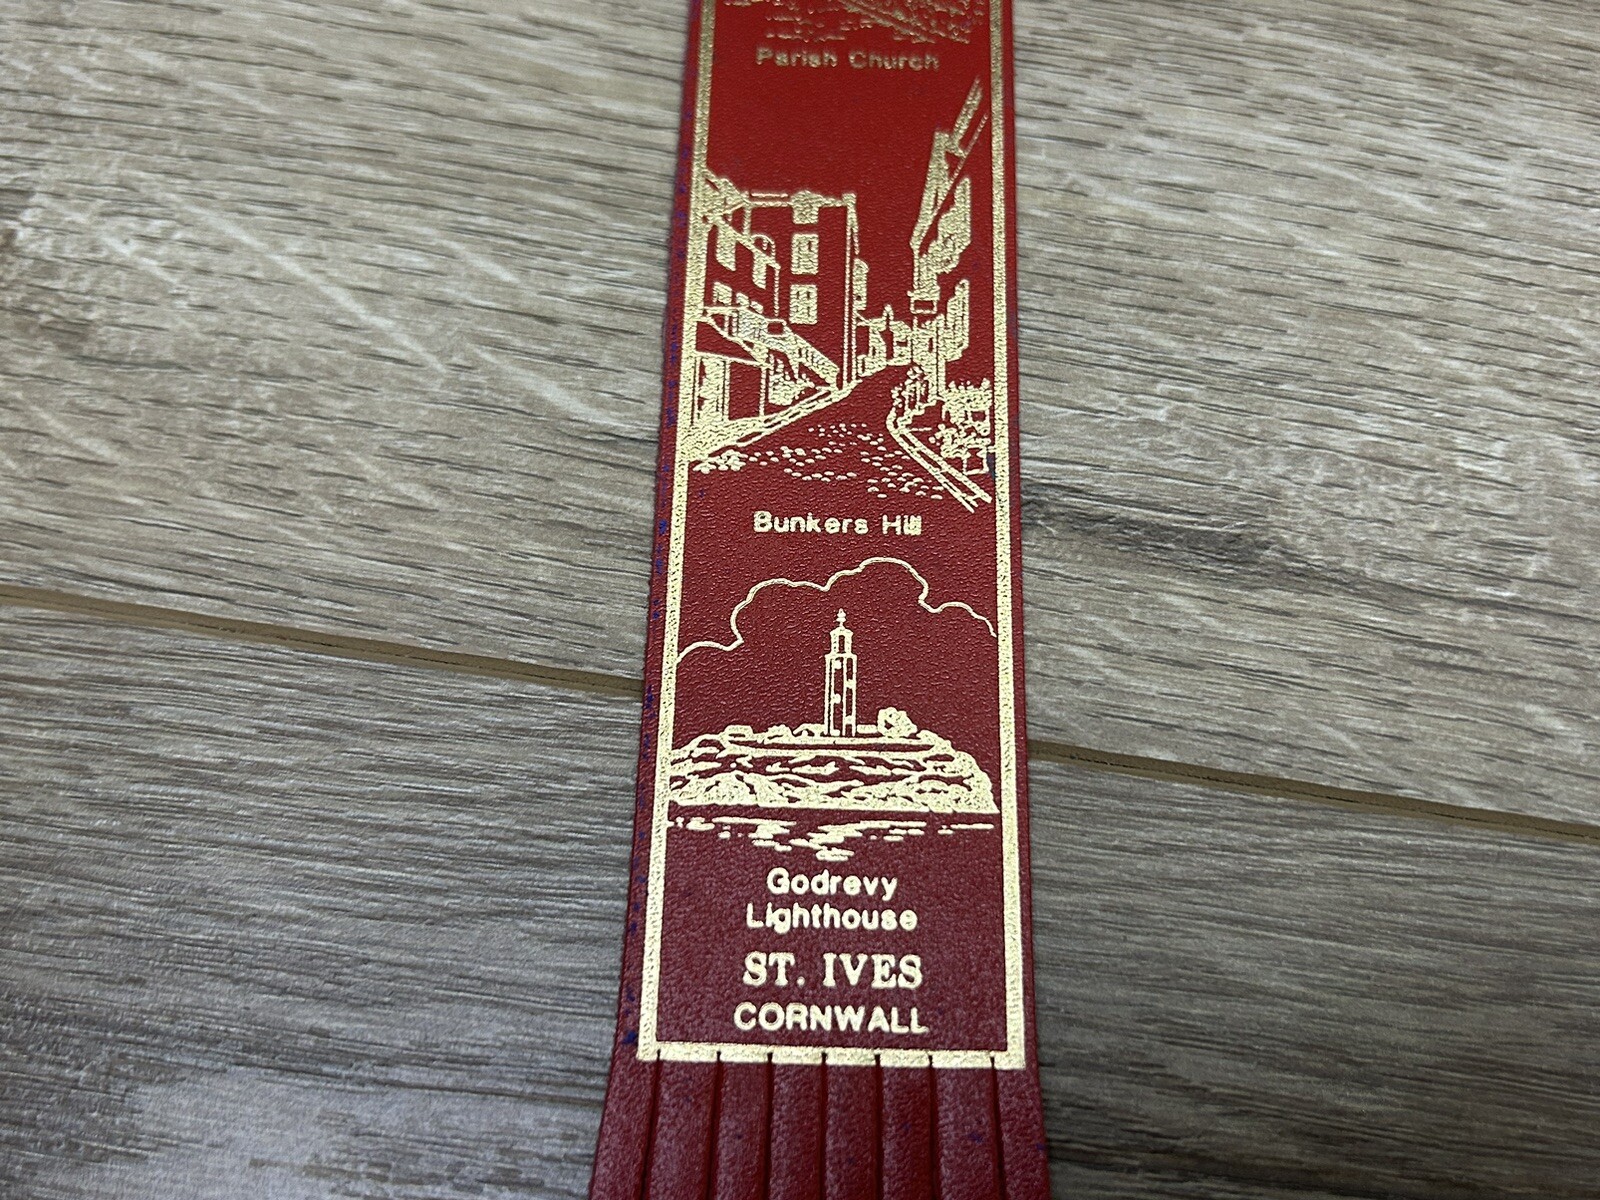 Parish Church
Bunkers Hill
Godrevy
Lighthouse
ST. IVES
CORNWALL